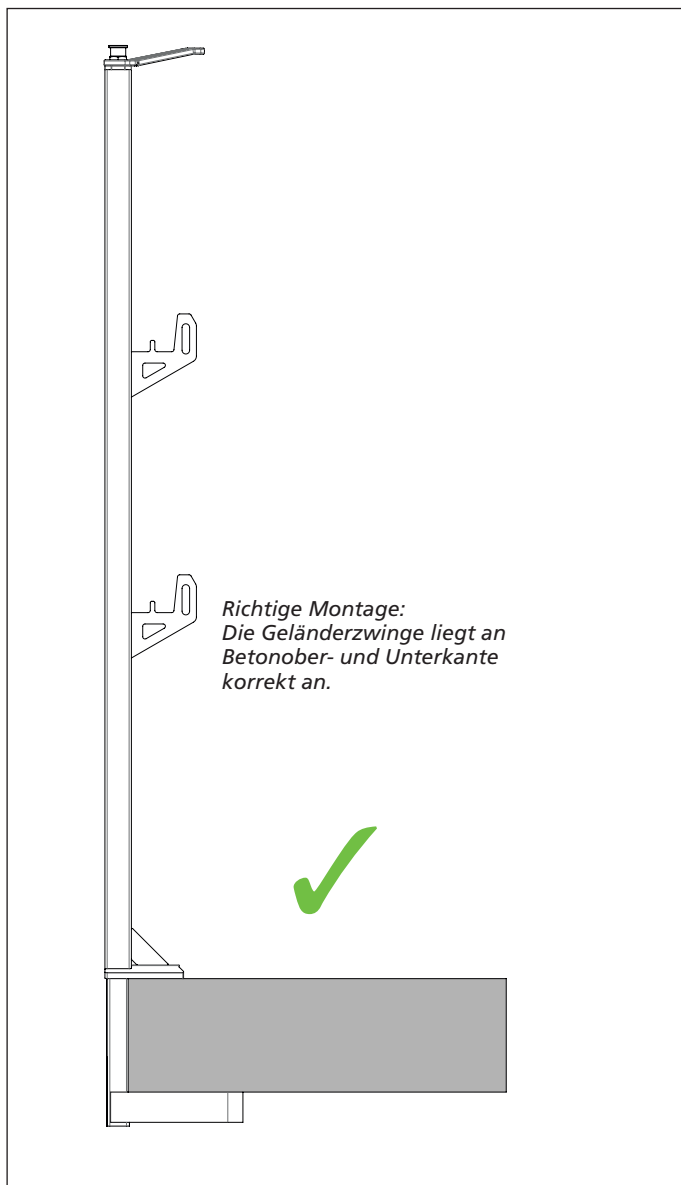 Richtige Montage:
Die Geländerzwinge liegt an
Betonober- und Unterkante
korrekt an.